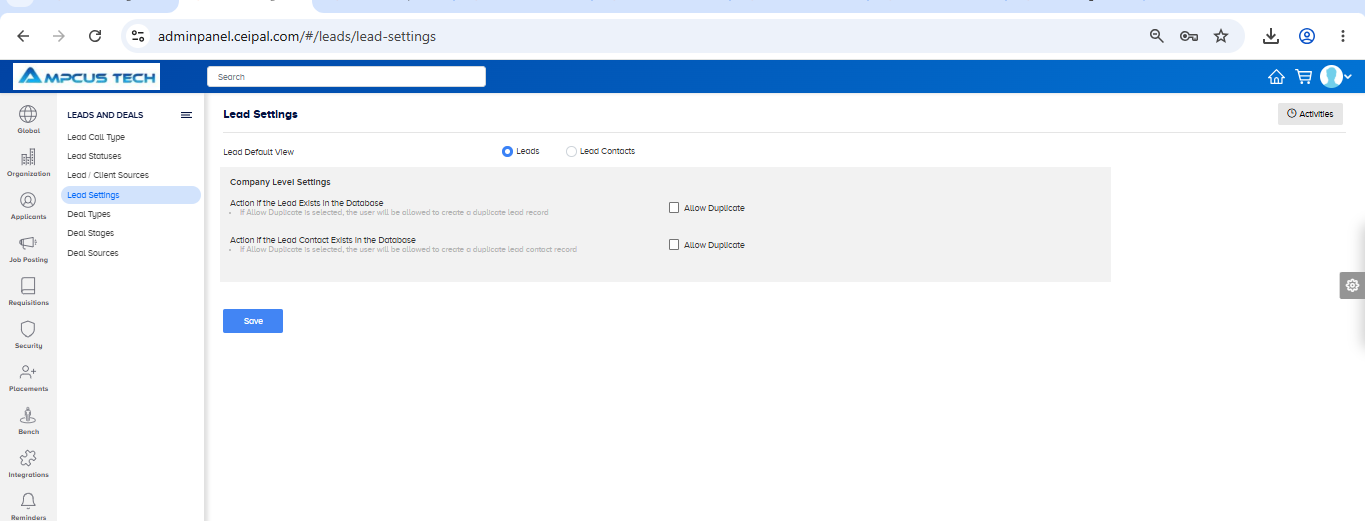 adminpanel.ceipal.com/#/leads/lead-settings
AMPCUS TECH
Search
Global
Organization
Applicants
Job Posting
Requisitions
Security
Placements
Bench
Integrations
Reminders
LEADS AND DEALS
Lead Call Type
Lead Statuses
Lead / Client Sources
Lead Settings
Deal Types
Deal Stages
Deal Sources
Lead Settings
Activities
Lead Default View
Leads
Lead Contacts
Company Level Settings
Action if the Lead Exists in the Database
• If Allow Duplicate is selected, the user will be allowed to create a duplicate lead record
Allow Duplicate
Action if the Lead Contact Exists in the Database
• If Allow Duplicate is selected, the user will be allowed to create a duplicate lead contact record
Allow Duplicate
Save